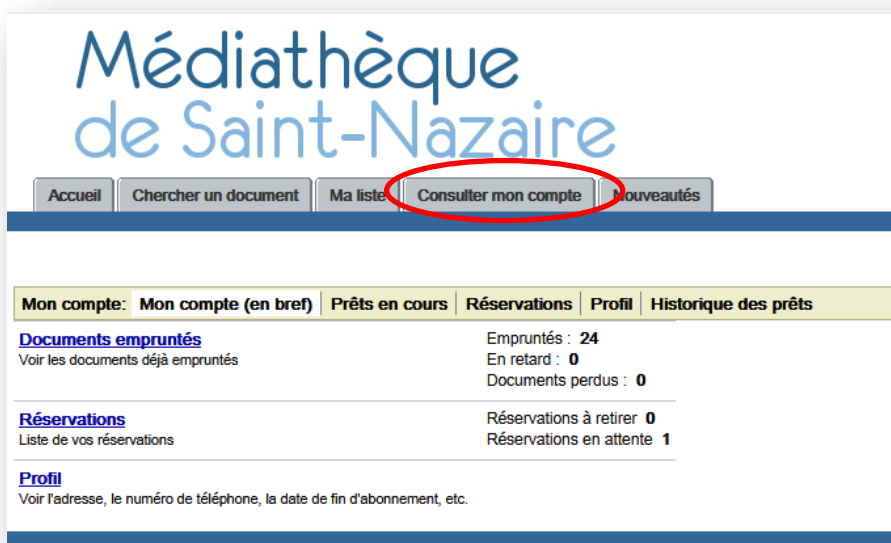 Médiathèque
de Saint-Nazaire
Accueil Chercher un document Ma liste Consulter mon compte Nouveautés
Mon compte: Mon compte (en bref) Prêts en cours Réservations Profil Historique des prêts
Documents empruntés Empruntés : 24
Voir les documents déjà empruntés En retard : 0
Documents perdus : 0
Réservations Réservations à retirer 0
Liste de vos réservations Réservations en attente 1
Profil
Voir l'adresse, le numéro de téléphone, la date de fin d'abonnement, etc.